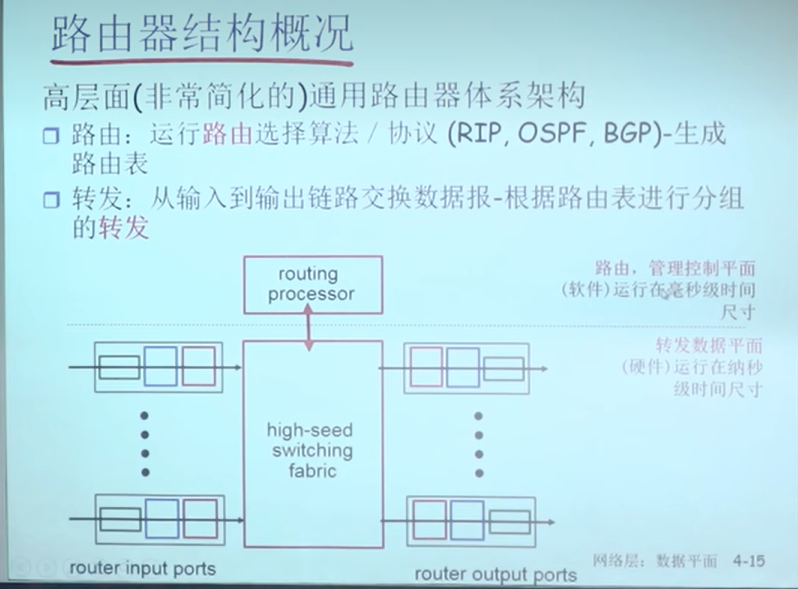 路由器结构概况
高层面(非常简化的)通用路由器体系架构
路由：运行路由选择算法／协议 (RIP, OSPF, BGP)-生成
路由表
转发：从输入到输出链路交换数据报-根据路由表进行分组
的转发
routing
processor
路由，管理控制平面
(软件)运行在毫秒级时间
尺寸
转发数据平面
(硬件)运行在纳秒
级时间尺寸
high-seed
switching
fabric
router input ports
router output ports
网络层：数据平面 4-15